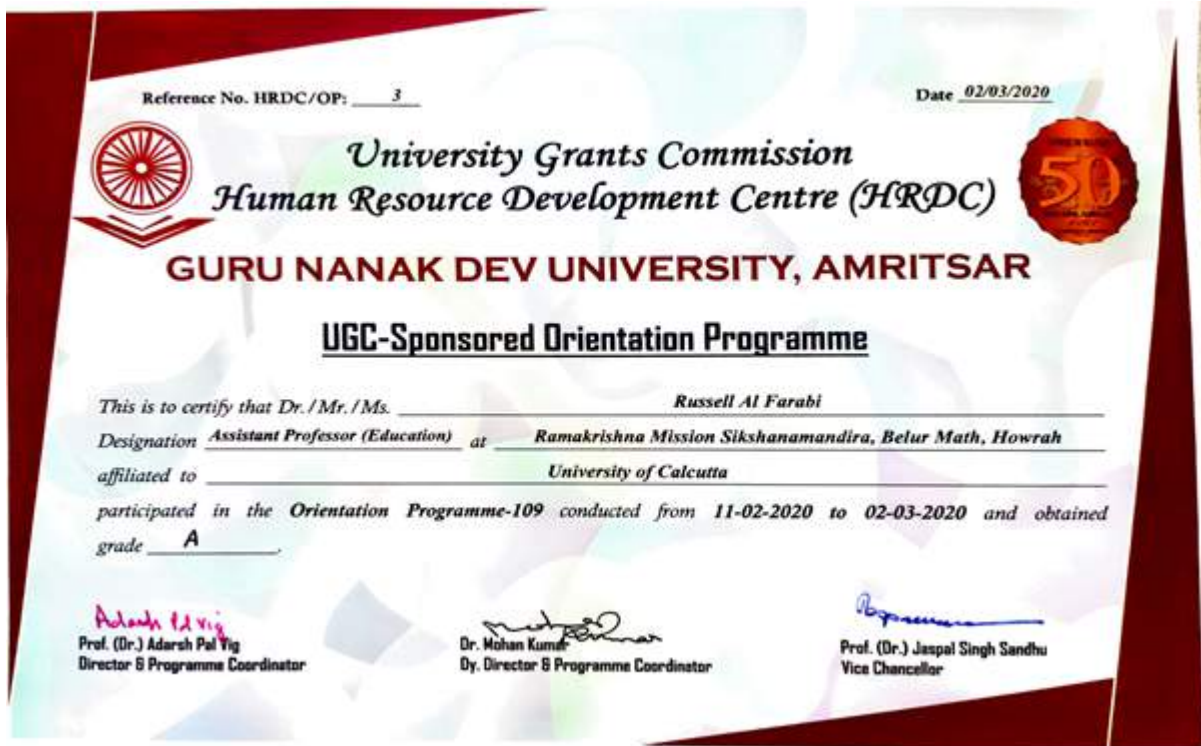 Reference No. HRDC/OP: 3
Date 02/03/2020
University Grants Commission
Human Resource Development Centre (HRDC)
50
GURU NANAK DEV UNIVERSITY, AMRITSAR
UGC-Sponsored Orientation Programme
This is to certify that Dr./Mr./Ms. Russell Al Farabi
Designation Assistant Professor (Education) at Ramakrishna Mission Sikshanamandira, Belur Math, Howrah
affiliated to University of Calcutta
participated in the Orientation Programme-109 conducted from 11-02-2020 to 02-03-2020 and obtained
grade A.
Adarsh Pal Vig
Prof. (Dr.) Adarsh Pal Vig
Director & Programme Coordinator
Dr. Mohan Kumar
Dy. Director & Programme Coordinator
Prof. (Dr.) Jaspal Singh Sandhu
Vice Chancellor